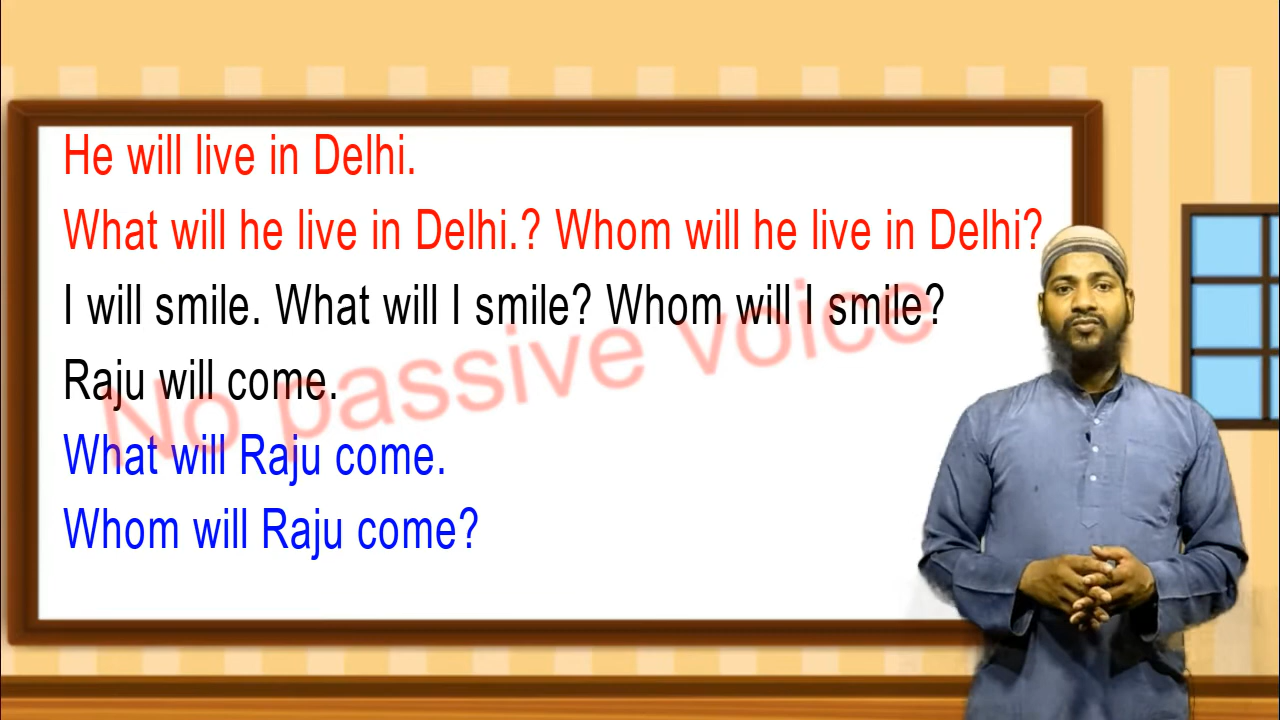 He will live in Delhi.
What will he live in Delhi.? Whom will he live in Delhi?
I will smile. What will I smile? Whom will I smile?
Raju will come.
No passive voice
What will Raju come.
Whom will Raju come?